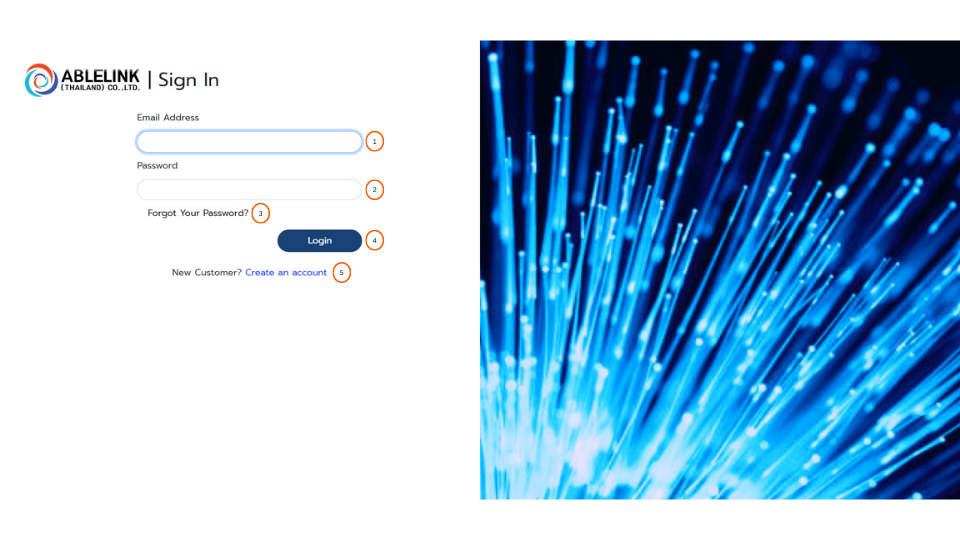 ABLELINK | Sign In
(THAILAND) CO.,LTD.
Email Address
1
Password
2
Forgot Your Password? 3
Login 4
New Customer? Create an account 5